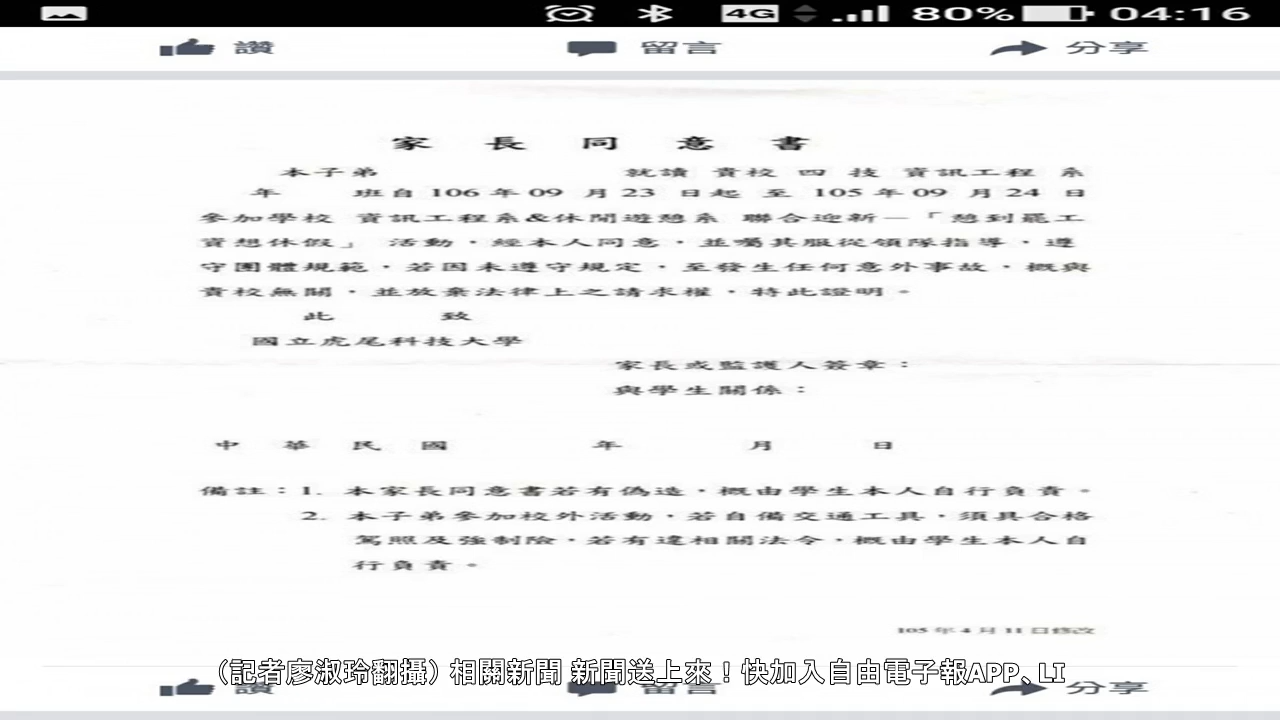 4G 80% 04:16
讚 留言 分享
家長同意書
本子弟 就讀 貴校 四 技 資訊工程 系
年 班自 106 年 09 月 23 日起 至 105 年 09 月 24 日
參加學校 資訊工程系&休閒遊憩系 聯合迎新—「憩到罷工
資想休假」 活動,經本人同意,並囑其服從領隊指導,遵
守團體規範,若因未遵守規定,至發生任何意外事故,概與
貴校無關,並放棄法律上之請求權,特此證明。
此 致
國立虎尾科技大學
家長或監護人簽章:
與學生關係:
中 華 民 國 年 月 日
備註:1. 本家長同意書若有偽造,概由學生本人自行負責。
2. 本子弟參加校外活動,若自備交通工具,須具合格
駕照及強制險,若有違相關法令,概由學生本人自
行負責。
105 年 4 月 11 日修改
(記者廖淑玲翻攝) 相關新聞 新聞送上來!快加入自由電子報APP、LI
讚 留言 分享